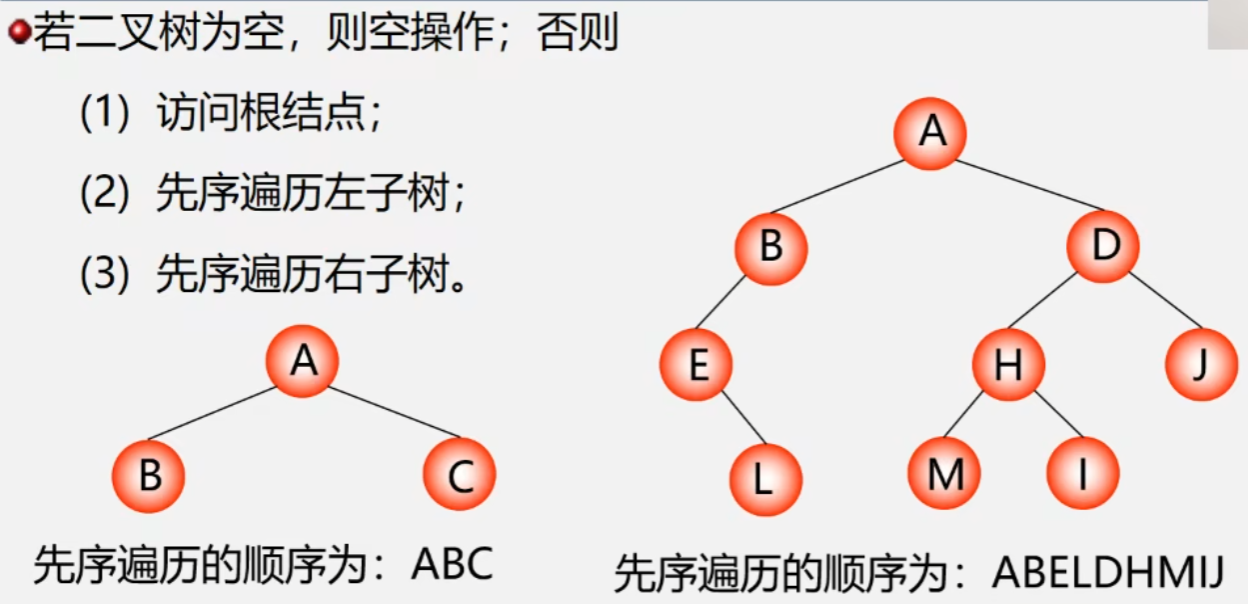 若二叉树为空，则空操作；否则
(1) 访问根结点；
(2) 先序遍历左子树；
(3) 先序遍历右子树。
A
B
C
先序遍历的顺序为：ABC
A
B
D
E
H
J
L
M
I
先序遍历的顺序为：ABELDHMIJ